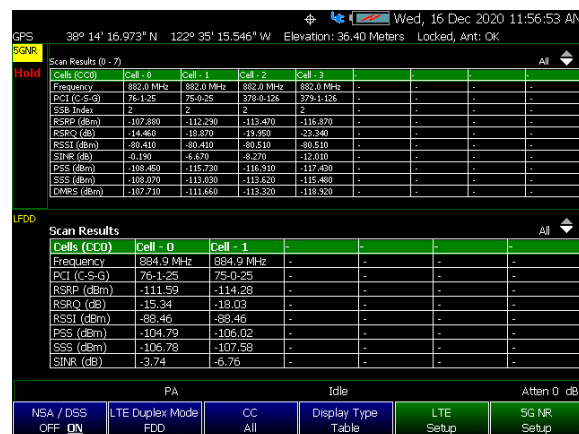 Wed, 16 Dec 2020 11:56:53 AM
GPS 38° 14' 16.973" N 122° 35' 15.546" W Elevation: 36.40 Meters Locked, Ant: OK
5GNR
Hold
Scan Results (0 - 7) All
Cells (CC0) Cell - 0 Cell - 1 Cell - 2 Cell - 3 - - - -
Frequency 882.0 MHz 882.0 MHz 882.0 MHz 882.0 MHz - - - -
PCI (C-S-G) 76-1-25 75-0-25 378-0-126 379-1-126 - - - -
SSB Index 2 2 2 2 - - - -
RSRP (dBm) -107.880 -112.290 -113.470 -116.870 - - - -
RSRQ (dB) -14.460 -18.870 -19.950 -23.340 - - - -
RSSI (dBm) -80.410 -80.410 -80.510 -80.510 - - - -
SINR (dB) -0.190 -6.670 -8.270 -12.010 - - - -
PSS (dBm) -108.450 -115.730 -116.910 -117.430 - - - -
SSS (dBm) -108.070 -113.030 -113.620 -115.480 - - - -
DMRS (dBm) -107.710 -111.660 -113.320 -118.920 - - - -
LFDD
Scan Results All
Cells (CC0) Cell - 0 Cell - 1 - - - -
Frequency 884.9 MHz 884.9 MHz - - - -
PCI (C-S-G) 76-1-25 75-0-25 - - - -
RSRP (dBm) -111.59 -114.28 - - - -
RSRQ (dB) -15.34 -18.03 - - - -
RSSI (dBm) -88.46 -88.46 - - - -
PSS (dBm) -104.79 -106.02 - - - -
SSS (dBm) -106.78 -107.58 - - - -
SINR (dB) -3.74 -6.76 - - - -
PA Idle Atten 0 dB
NSA / DSS LTE Duplex Mode CC Display Type LTE 5G NR
OFF ON FDD All Table Setup Setup